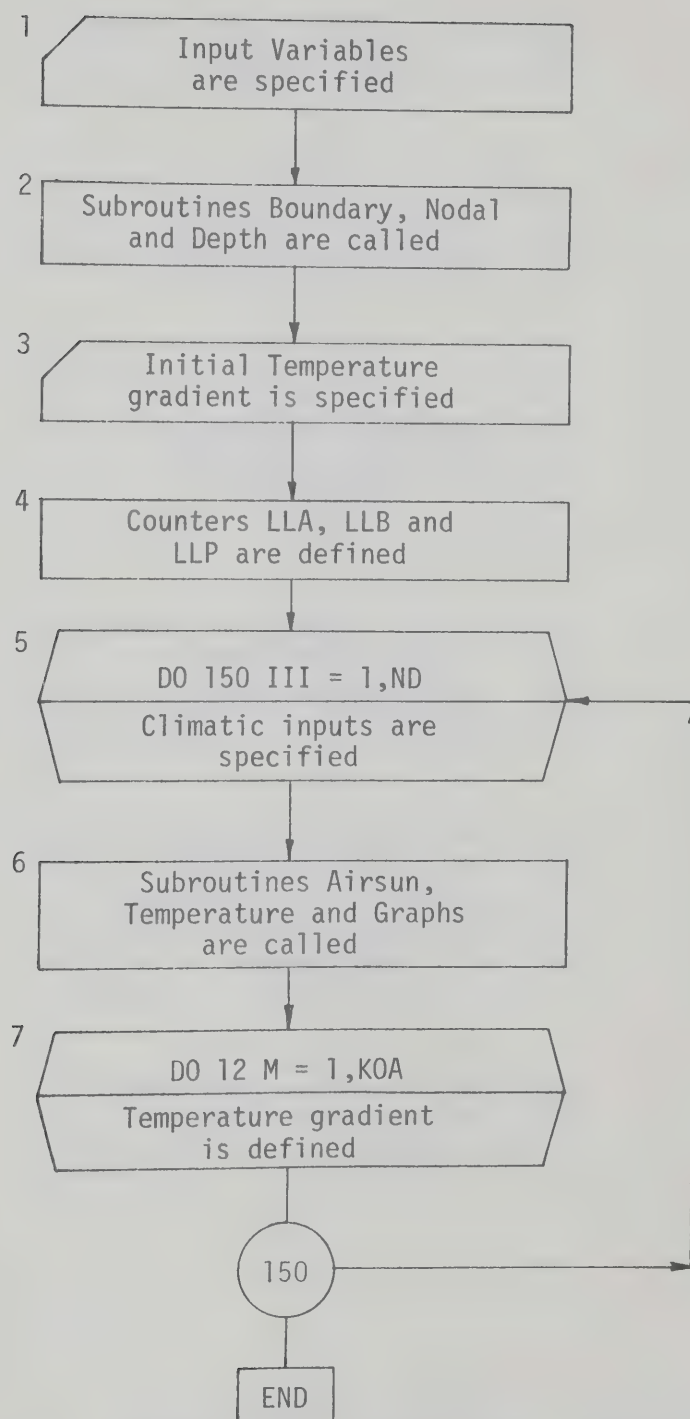 1
Input Variables
are specified
2
Subroutines Boundary, Nodal
and Depth are called
3
Initial Temperature
gradient is specified
4
Counters LLA, LLB and
LLP are defined
5
DO 150 III = 1,ND
Climatic inputs are
specified
6
Subroutines Airsun,
Temperature and Graphs
are called
7
DO 12 M = 1,KOA
Temperature gradient
is defined
150
END